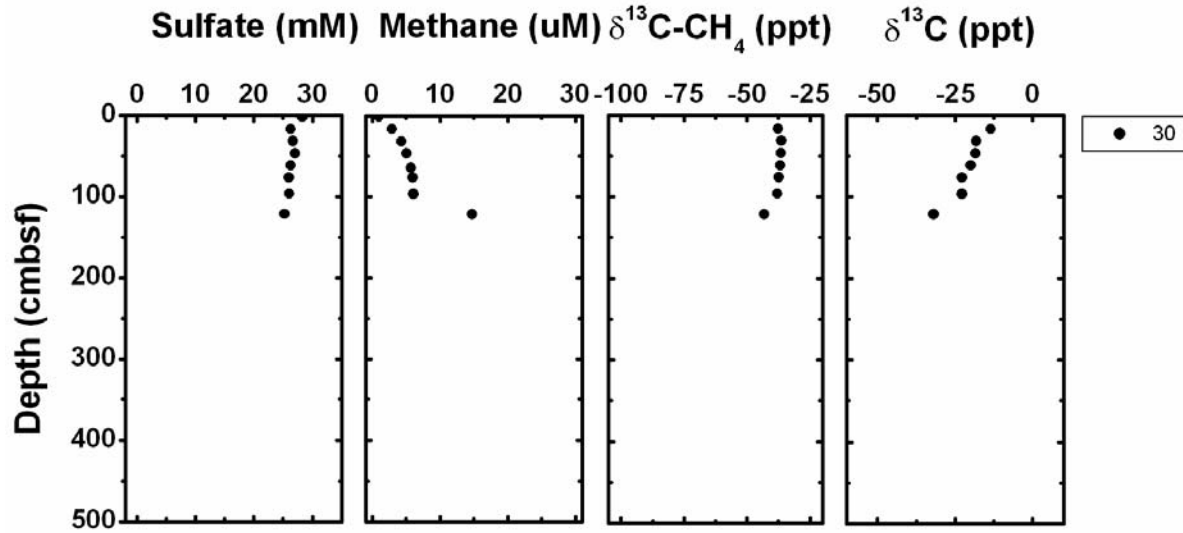 Sulfate (mM) Methane (uM) δ¹³C-CH₄ (ppt) δ¹³C (ppt)
0 10 20 30 0 10 20 30 -100 -75 -50 -25 -50 -25 0
0
30
100
200
300
400
500
Depth (cmbsf)